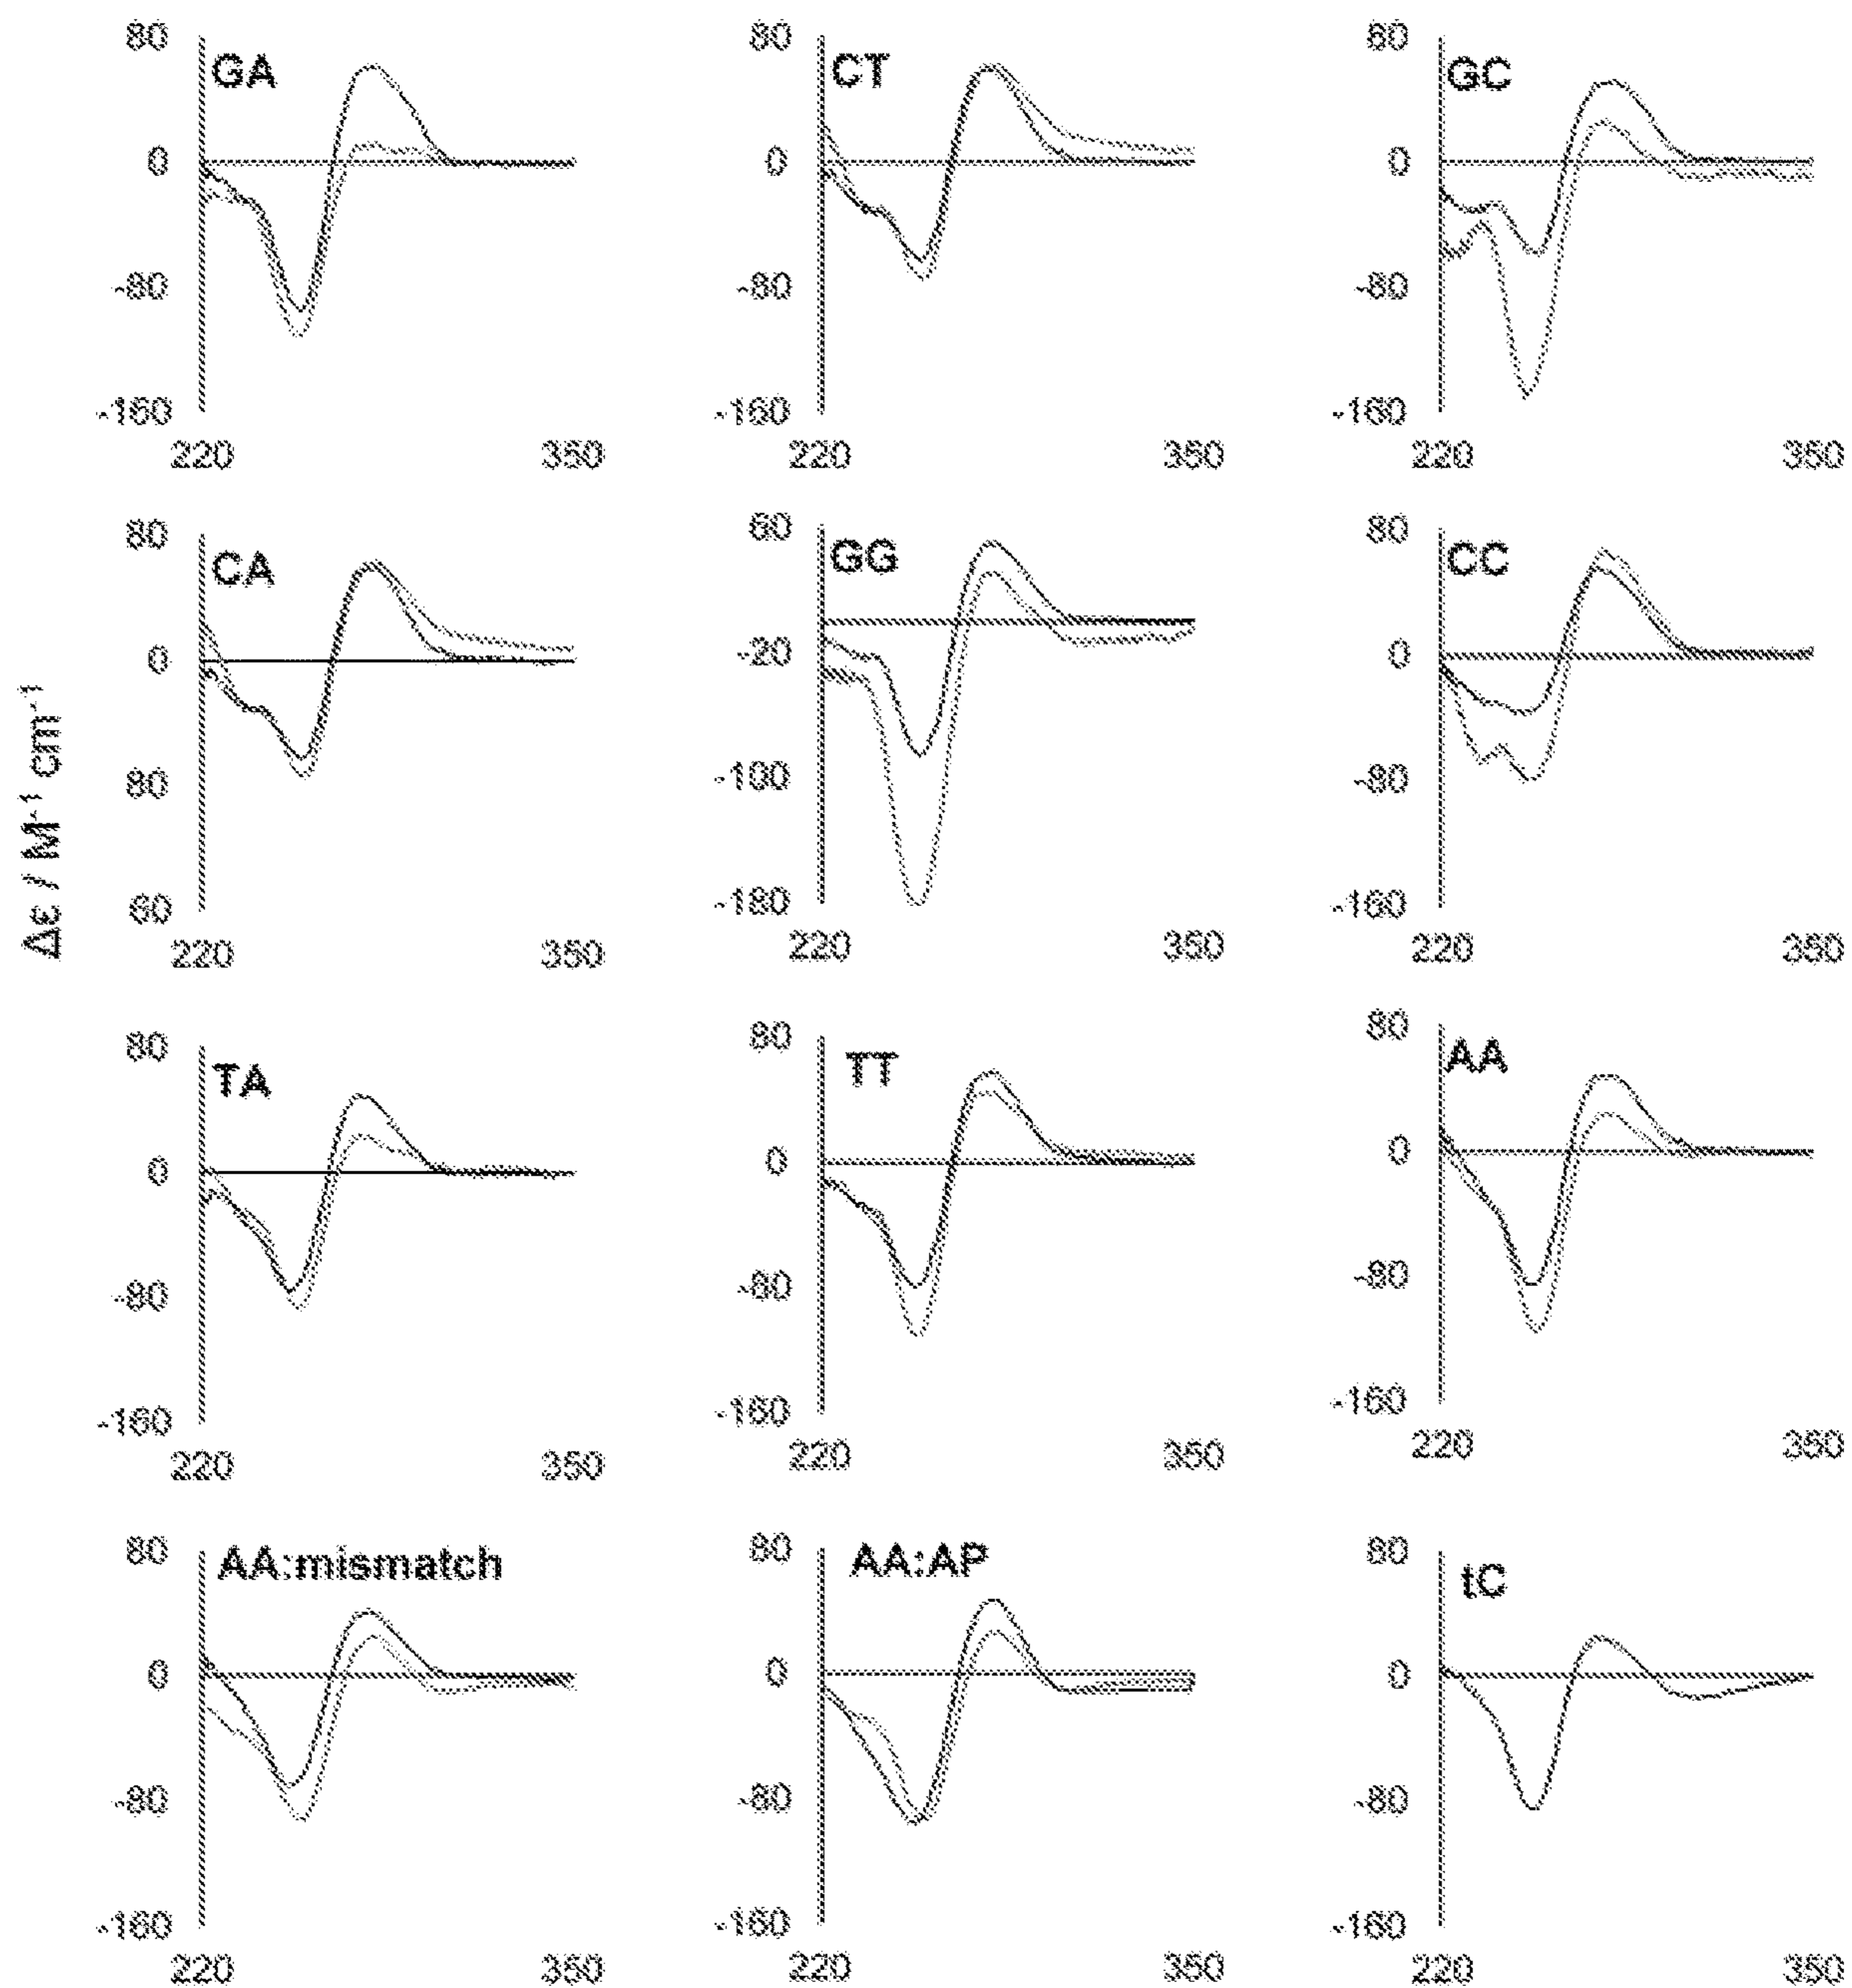 80 80 80
GA CT GC
0 0 0
-80 -80 -80
-160 -160 -160
220 350 220 350 220 350
80 60 80
CA GG CC
0 -20 0
80 -100 -80
60 -180 -160
220 350 220 350 220 350
Δε / M⁻¹ cm⁻¹
80 80 80
TA TT AA
0 0 0
-80 -80 -80
-160 -160 -160
220 350 220 350 220 350
80 80 80
AA:mismatch AA:AP tC
0 0 0
-80 -80 -80
-160 -160 -160
220 350 220 350 220 350